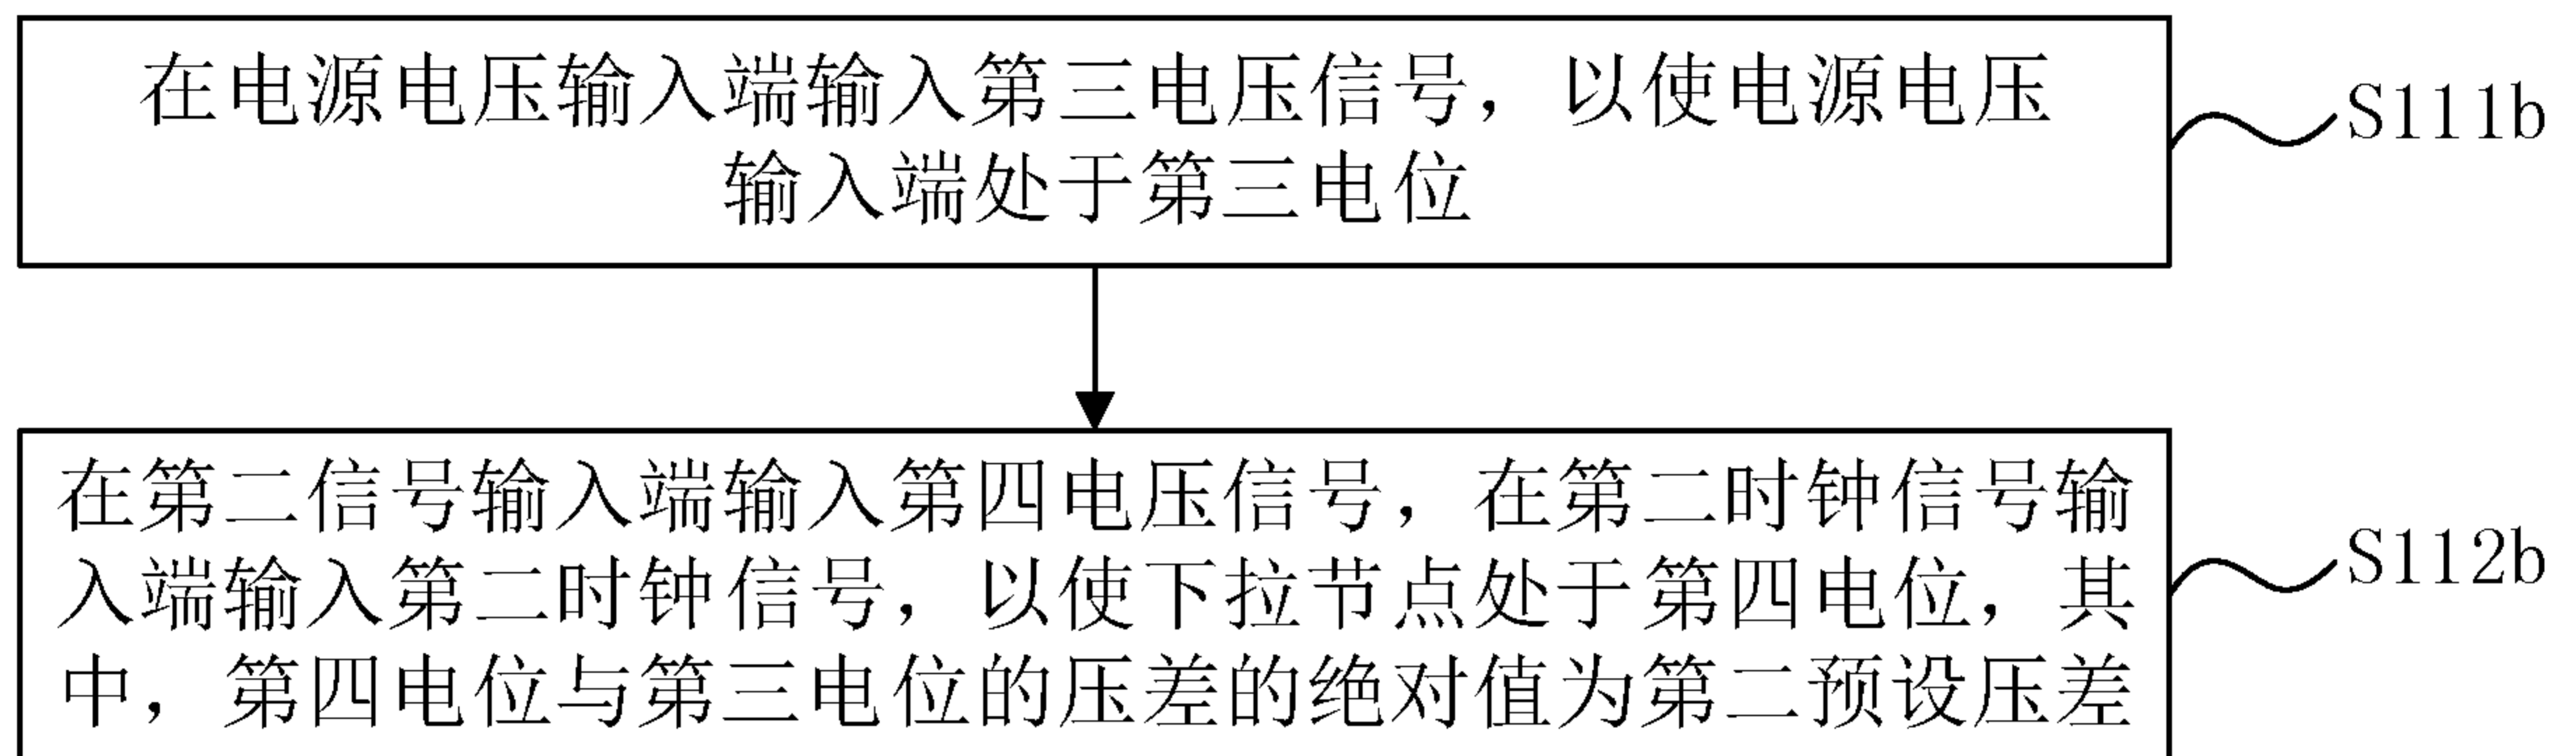 在电源电压输入端输入第三电压信号，以使电源电压
输入端处于第三电位
S111b
在第二信号输入端输入第四电压信号，在第二时钟信号输
入端输入第二时钟信号，以使下拉节点处于第四电位，其
中，第四电位与第三电位的压差的绝对值为第二预设压差
S112b